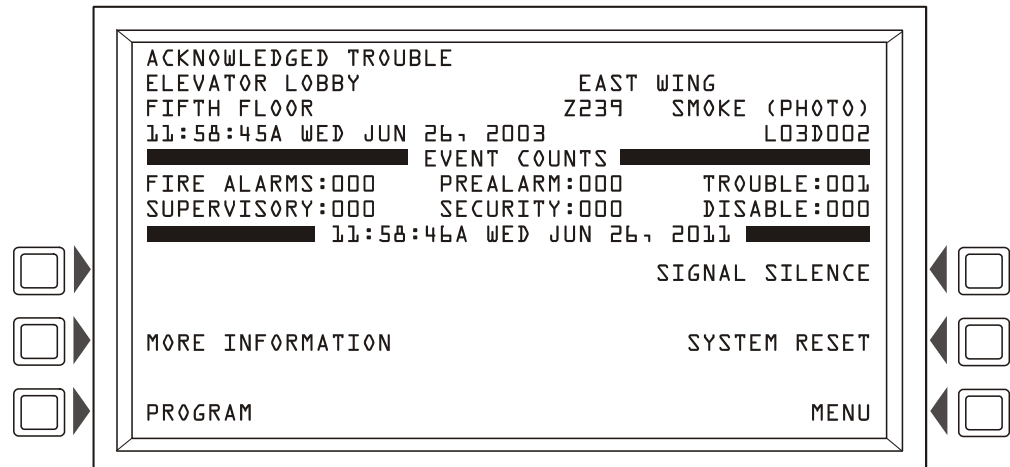 ACKNOWLEDGED TROUBLE
ELEVATOR LOBBY EAST WING
FIFTH FLOOR Z239 SMOKE (PHOTO)
11:58:45A WED JUN 26, 2003 L03D002
EVENT COUNTS
FIRE ALARMS:000 PREALARM:000 TROUBLE:001
SUPERVISORY:000 SECURITY:000 DISABLE:000
11:58:46A WED JUN 26, 2011
SIGNAL SILENCE
MORE INFORMATION SYSTEM RESET
PROGRAM MENU